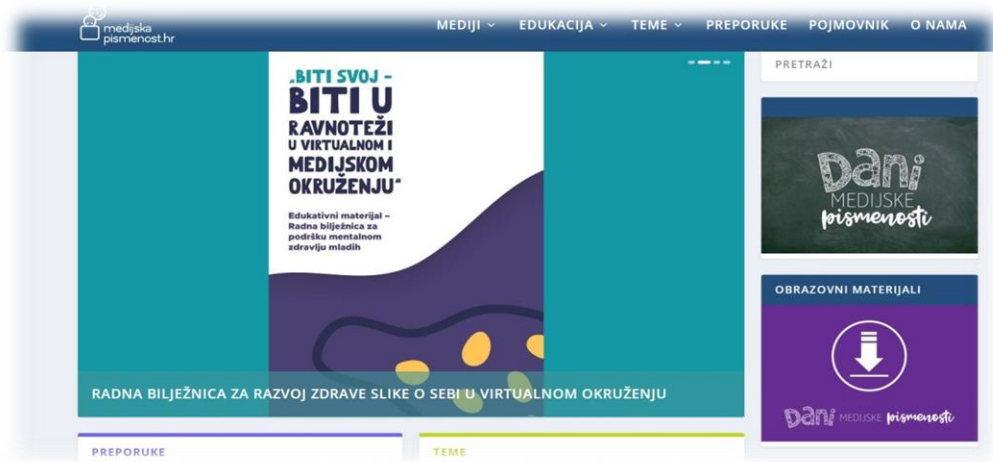 medijska
pismenost.hr
MEDIJI EDUKACIJA TEME PREPORUKE POJMOVNIK O NAMA
„BITI SVOJ –
BITI U
RAVNOTEŽI
U VIRTUALNOM I
MEDIJSKOM
OKRUŽENJU“
Edukativni materijal –
Radna bilježnica za
podršku mentalnom
zdravlju mladih
RADNA BILJEŽNICA ZA RAZVOJ ZDRAVE SLIKE O SEBI U VIRTUALNOM OKRUŽENJU
PREPORUKE
TEME
PRETRAŽI
Dani
MEDIJSKE
pismenosti
OBRAZOVNI MATERIJALI
Dani MEDIJSKE pismenosti